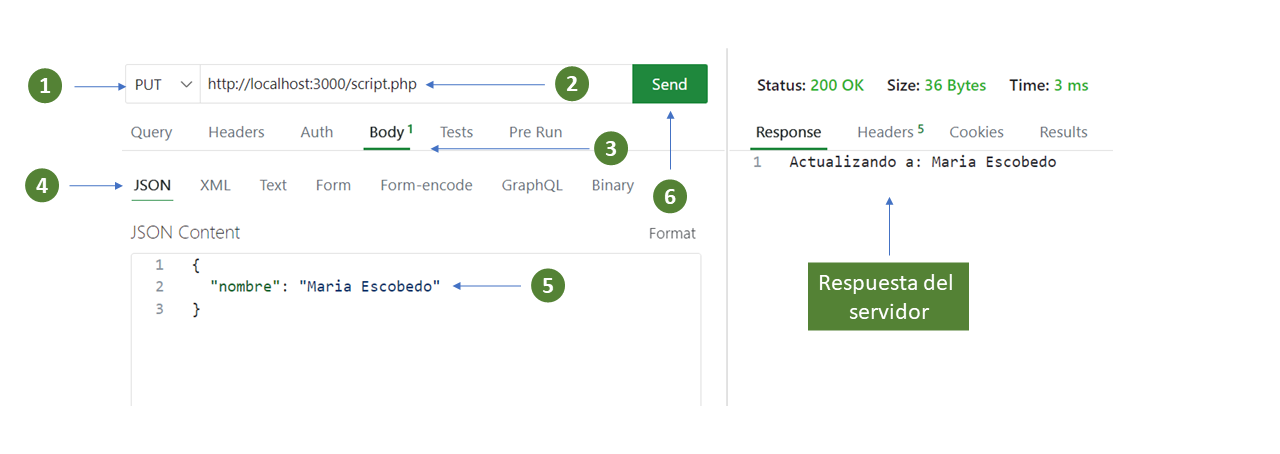 1 PUT http://localhost:3000/script.php 2 Send
Query Headers Auth Body 1 Tests Pre Run
3
4 JSON XML Text Form Form-encode GraphQL Binary
6
JSON Content Format
1 {
2 "nombre": "Maria Escobedo" 5
3 }
Status: 200 OK Size: 36 Bytes Time: 3 ms
Response Headers 5 Cookies Results
1 Actualizando a: Maria Escobedo
Respuesta del
servidor